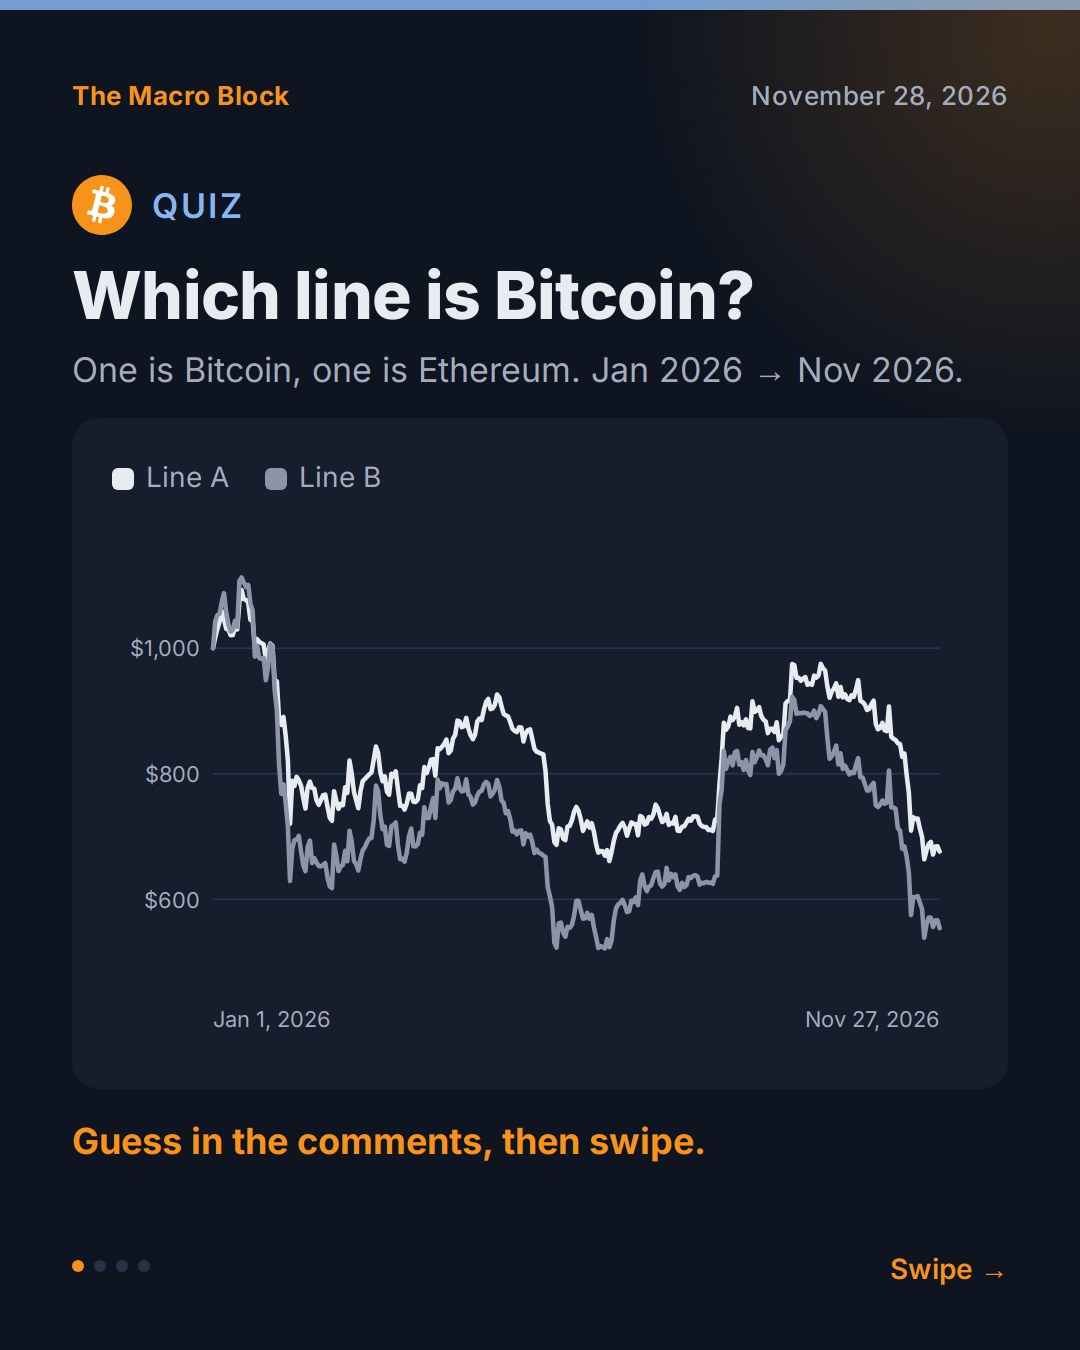 The Macro Block
November 28, 2026
QUIZ
Which line is Bitcoin?
One is Bitcoin, one is Ethereum. Jan 2026 → Nov 2026.
Line A
Line B
$1,000
$800
$600
Jan 1, 2026
Nov 27, 2026
Guess in the comments, then swipe.
Swipe →